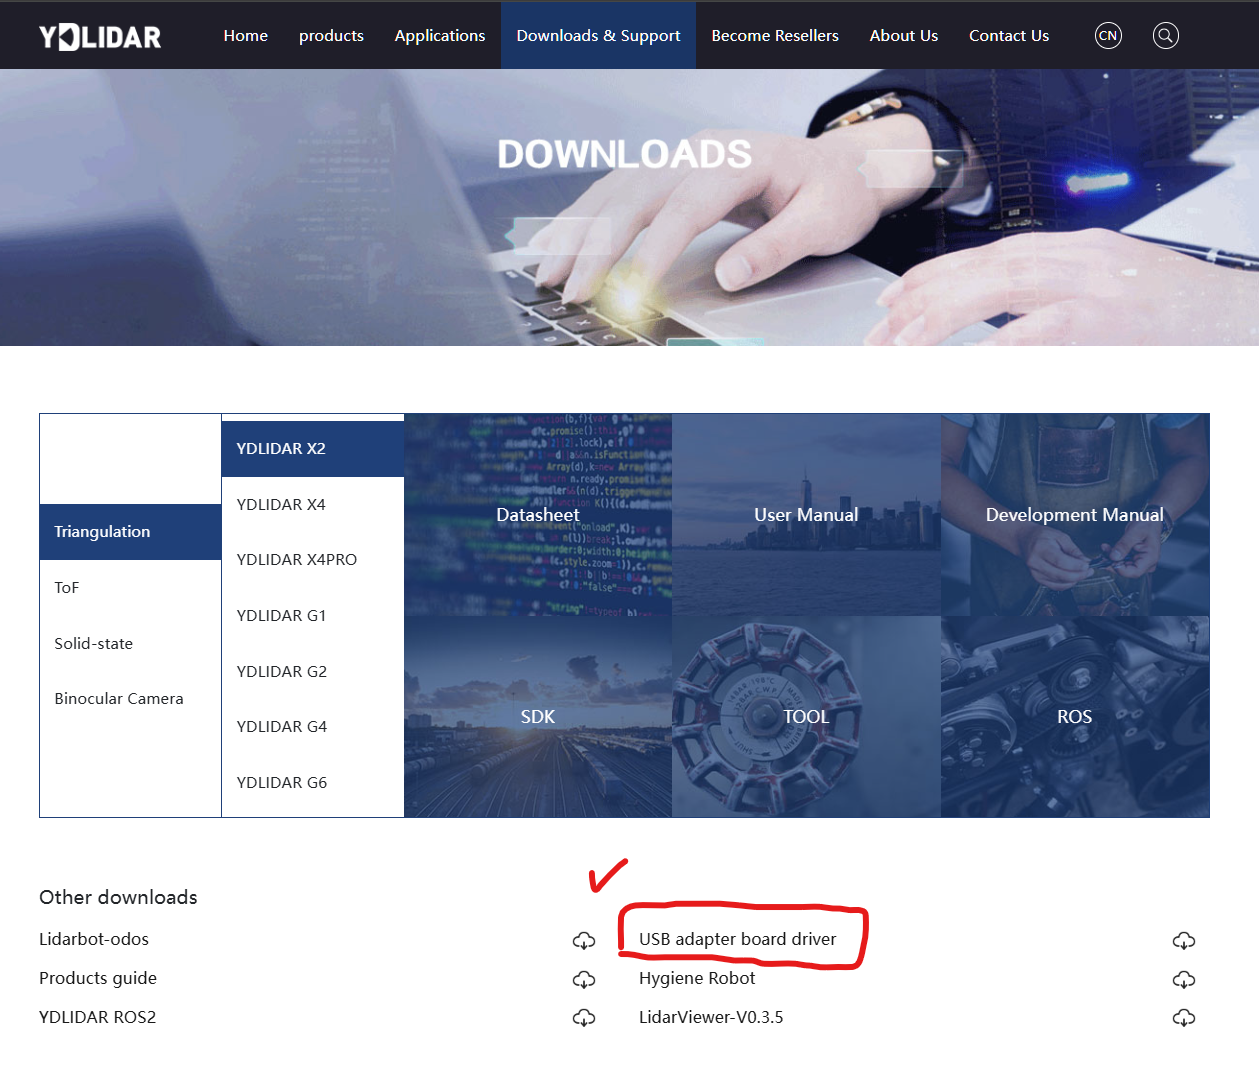 YDLIDAR
Home products Applications Downloads & Support Become Resellers About Us Contact Us CN
DOWNLOADS
Triangulation
ToF
Solid-state
Binocular Camera
YDLIDAR X2
YDLIDAR X4
YDLIDAR X4PRO
YDLIDAR G1
YDLIDAR G2
YDLIDAR G4
YDLIDAR G6
Datasheet
User Manual
Development Manual
SDK
TOOL
ROS
Other downloads
Lidarbot-odos
USB adapter board driver
Products guide
Hygiene Robot
YDLIDAR ROS2
LidarViewer-V0.3.5